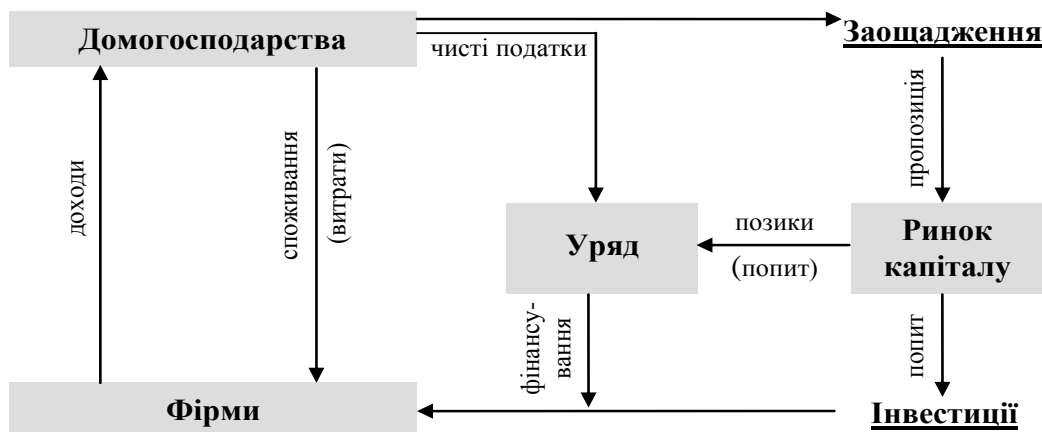 Домогосподарства
Заощадження
чисті податки
пропозиція
доходи
споживання
(витрати)
Уряд
позики
(попит)
Ринок
капіталу
фінансу-
вання
попит
Фірми
Інвестиції